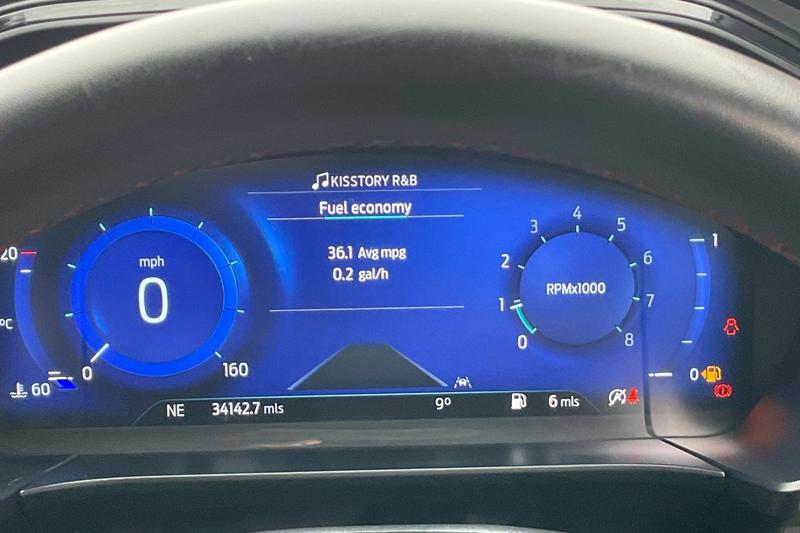 KISSTORY R&B
Fuel economy
36.1 Avg mpg
0.2 gal/h
20
°C
60
mph
0
0
160
RPMx1000
0
1
2
3
4
5
6
7
8
1
0
NE
34142.7 mls
9°
6 mls